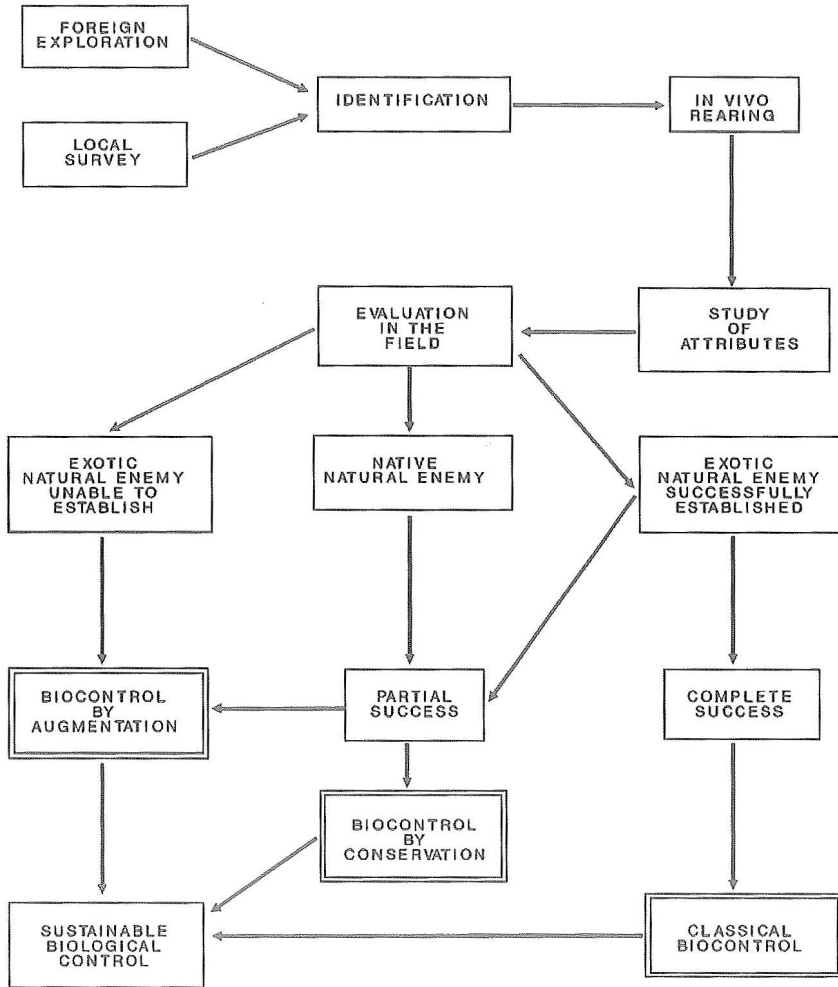 FOREIGN
EXPLORATION
IDENTIFICATION
IN VIVO
REARING
LOCAL
SURVEY
EVALUATION
IN THE
FIELD
STUDY
OF
ATTRIBUTES
EXOTIC
NATURAL ENEMY
UNABLE TO
ESTABLISH
NATIVE
NATURAL ENEMY
EXOTIC
NATURAL ENEMY
SUCCESSFULLY
ESTABLISHED
BIOCONTROL
BY
AUGMENTATION
PARTIAL
SUCCESS
COMPLETE
SUCCESS
BIOCONTROL
BY
CONSERVATION
SUSTAINABLE
BIOLOGICAL
CONTROL
CLASSICAL
BIOCONTROL